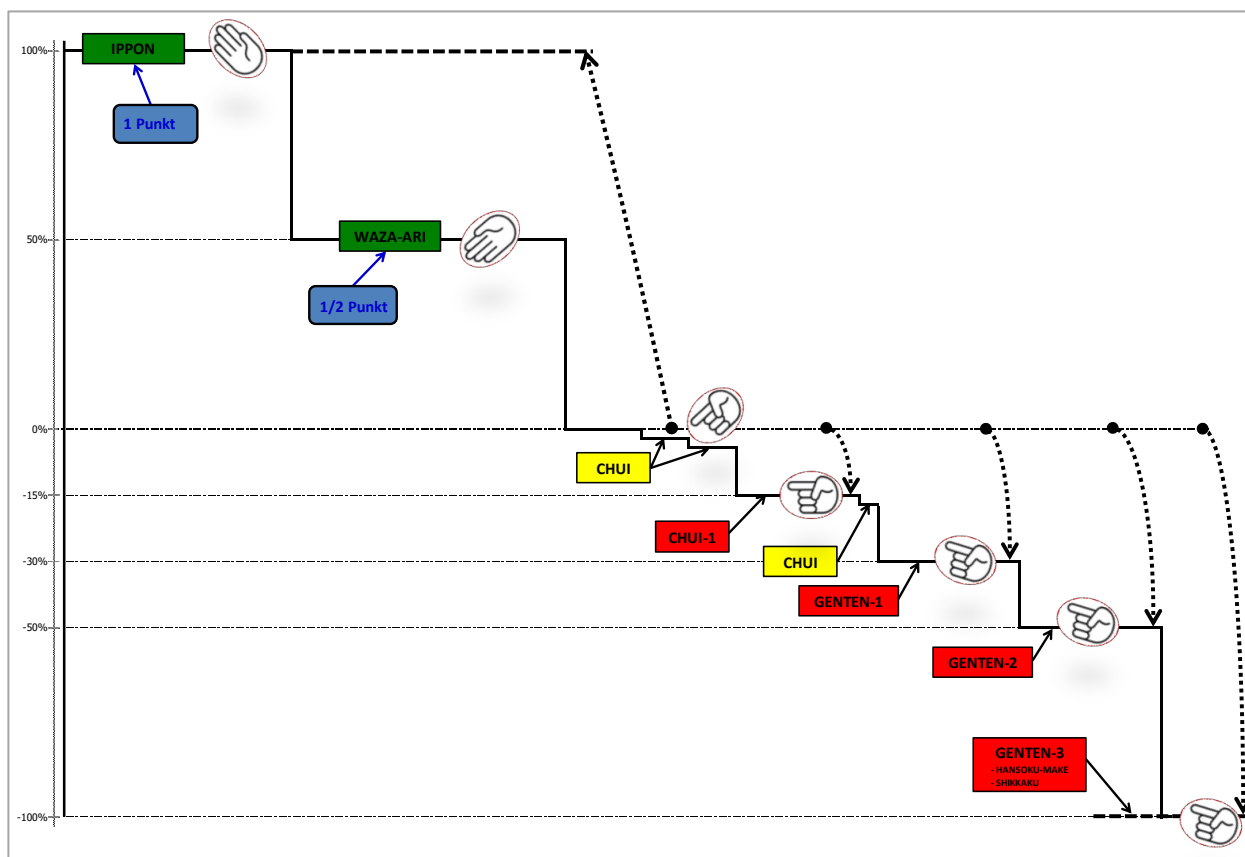 100%
IPPON
1 Punkt
50%
WAZA-ARI
1/2 Punkt
0%
CHUI
-15%
CHUI-1
CHUI
-30%
GENTEN-1
-50%
GENTEN-2
GENTEN-3
- HANSOKU-MAKE
- SHIKKAKU
-100%